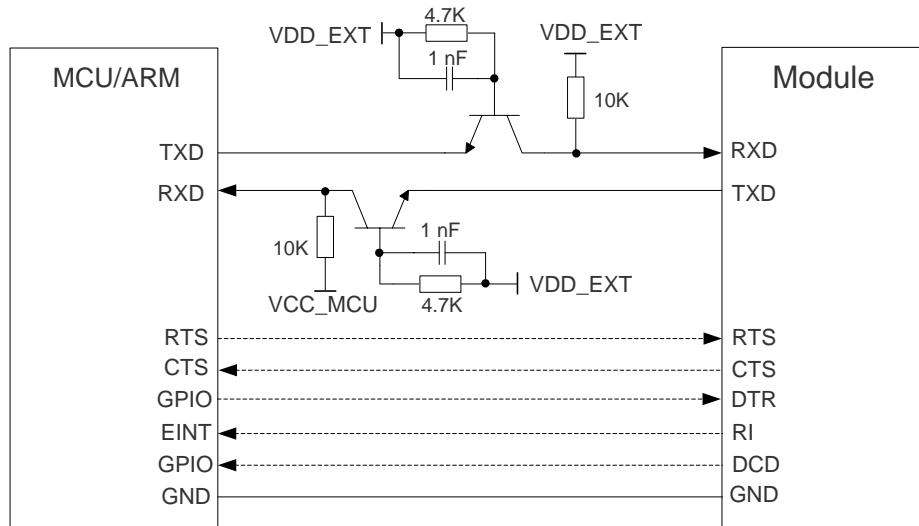 4.7K
VDD_EXT
VDD_EXT
1 nF
MCU/ARM
Module
10K
TXD
RXD
RXD
TXD
10K
1 nF
VDD_EXT
VCC_MCU
4.7K
RTS
RTS
CTS
CTS
GPIO
DTR
EINT
RI
GPIO
DCD
GND
GND